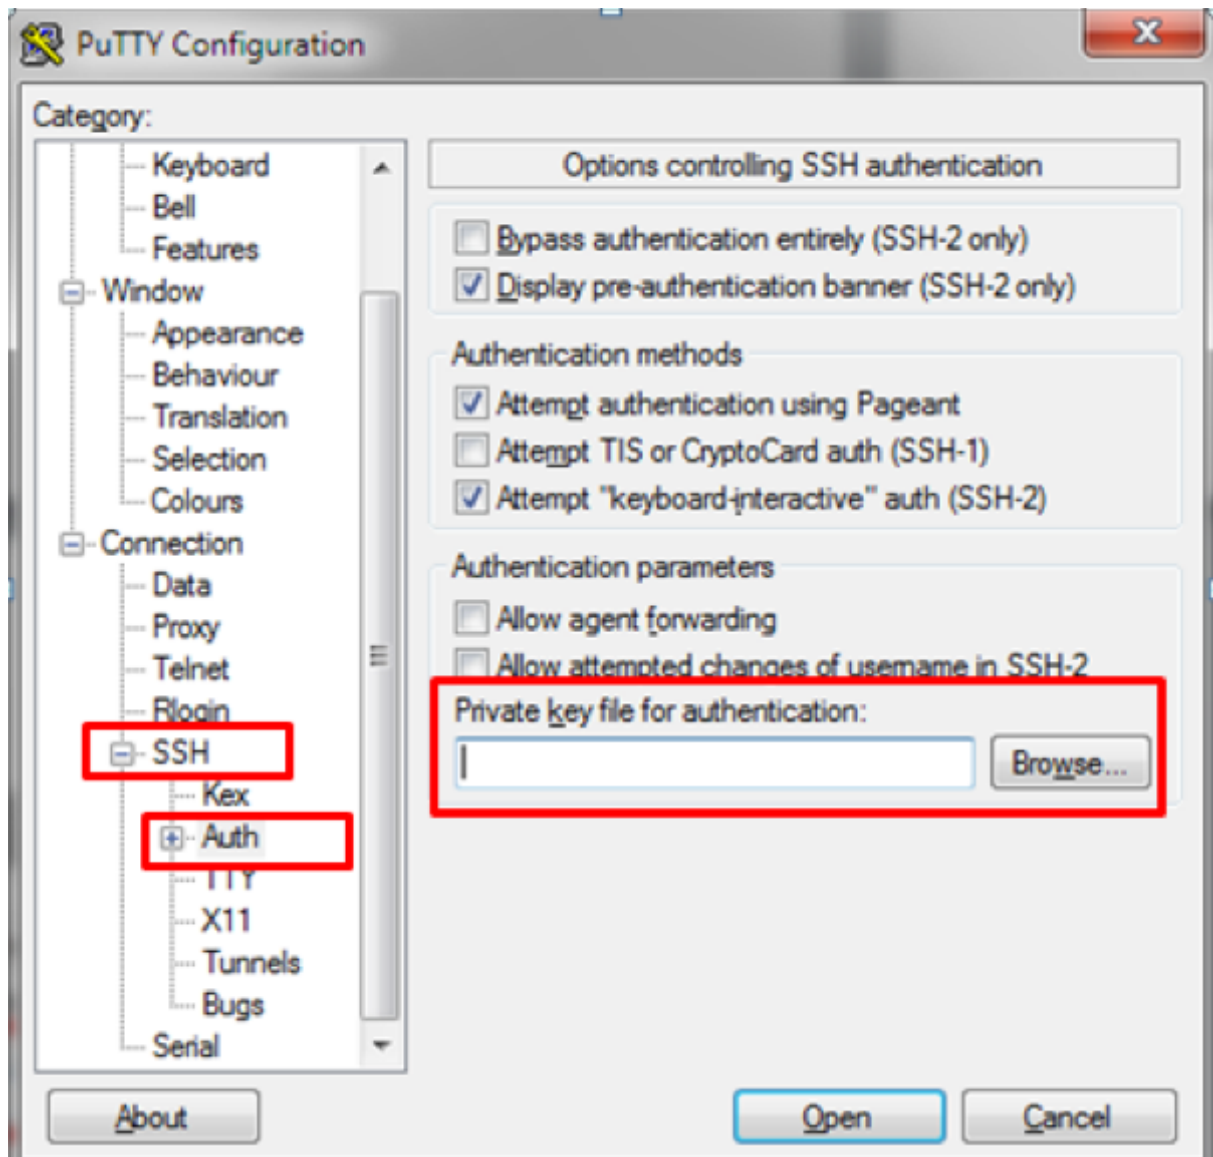 PuTTY Configuration
Category:
Keyboard
Bell
Features
Window
Appearance
Behaviour
Translation
Selection
Colours
Connection
Data
Proxy
Telnet
Rlogin
SSH
Kex
Auth
TTY
X11
Tunnels
Bugs
Serial
Options controlling SSH authentication
Bypass authentication entirely (SSH-2 only)
Display pre-authentication banner (SSH-2 only)
Authentication methods
Attempt authentication using Pageant
Attempt TIS or CryptoCard auth (SSH-1)
Attempt "keyboard-interactive" auth (SSH-2)
Authentication parameters
Allow agent forwarding
Allow attempted changes of username in SSH-2
Private key file for authentication:
Browse...
About
Open
Cancel